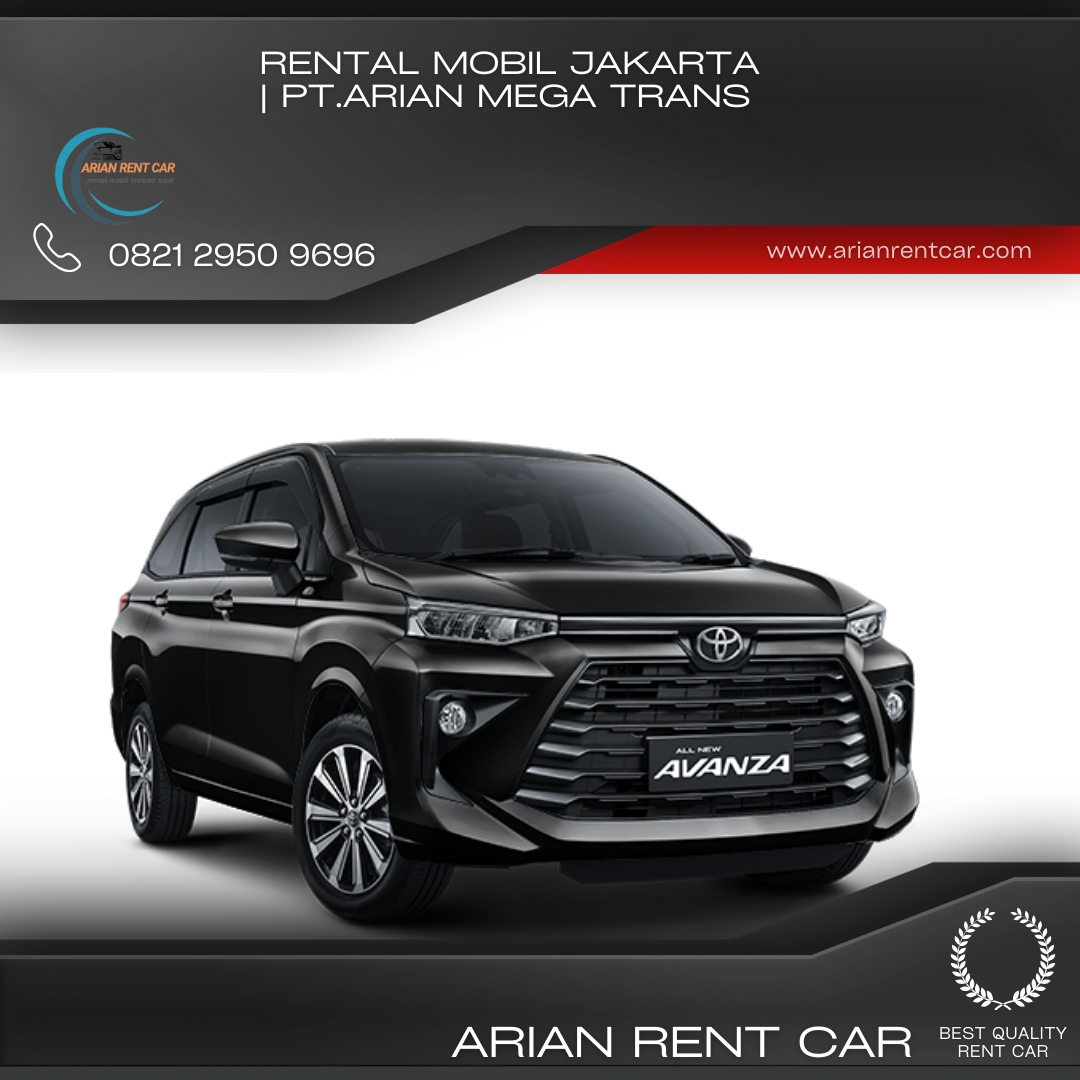 RENTAL MOBIL JAKARTA
| PT.ARIAN MEGA TRANS
ARIAN RENT CAR
0821 2950 9696
www.arianrentcar.com
ALL NEW
AVANZA
ARIAN RENT CAR
BEST QUALITY
RENT CAR